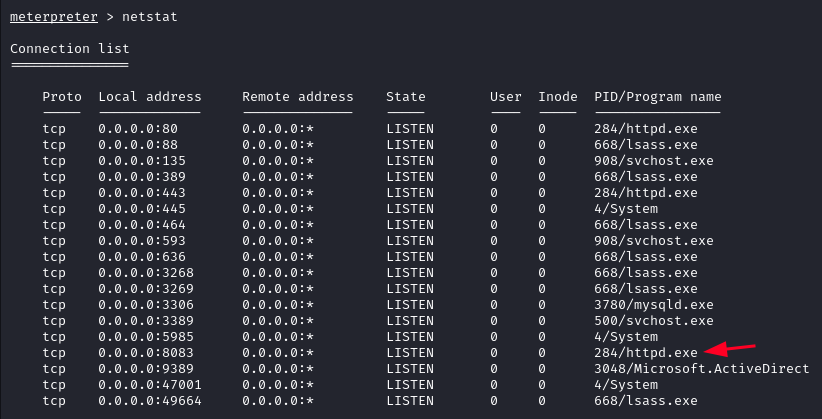 meterpreter > netstat
Connection list
Proto Local address Remote address State User Inode PID/Program name
tcp 0.0.0.0:80 0.0.0.0:* LISTEN 0 0 284/httpd.exe
tcp 0.0.0.0:88 0.0.0.0:* LISTEN 0 0 668/lsass.exe
tcp 0.0.0.0:135 0.0.0.0:* LISTEN 0 0 908/svchost.exe
tcp 0.0.0.0:389 0.0.0.0:* LISTEN 0 0 668/lsass.exe
tcp 0.0.0.0:443 0.0.0.0:* LISTEN 0 0 284/httpd.exe
tcp 0.0.0.0:445 0.0.0.0:* LISTEN 0 0 4/System
tcp 0.0.0.0:464 0.0.0.0:* LISTEN 0 0 668/lsass.exe
tcp 0.0.0.0:593 0.0.0.0:* LISTEN 0 0 908/svchost.exe
tcp 0.0.0.0:636 0.0.0.0:* LISTEN 0 0 668/lsass.exe
tcp 0.0.0.0:3268 0.0.0.0:* LISTEN 0 0 668/lsass.exe
tcp 0.0.0.0:3269 0.0.0.0:* LISTEN 0 0 668/lsass.exe
tcp 0.0.0.0:3306 0.0.0.0:* LISTEN 0 0 3780/mysqld.exe
tcp 0.0.0.0:3389 0.0.0.0:* LISTEN 0 0 500/svchost.exe
tcp 0.0.0.0:5985 0.0.0.0:* LISTEN 0 0 4/System
tcp 0.0.0.0:8083 0.0.0.0:* LISTEN 0 0 284/httpd.exe
tcp 0.0.0.0:9389 0.0.0.0:* LISTEN 0 0 3048/Microsoft.ActiveDirect
tcp 0.0.0.0:47001 0.0.0.0:* LISTEN 0 0 4/System
tcp 0.0.0.0:49664 0.0.0.0:* LISTEN 0 0 668/lsass.exe